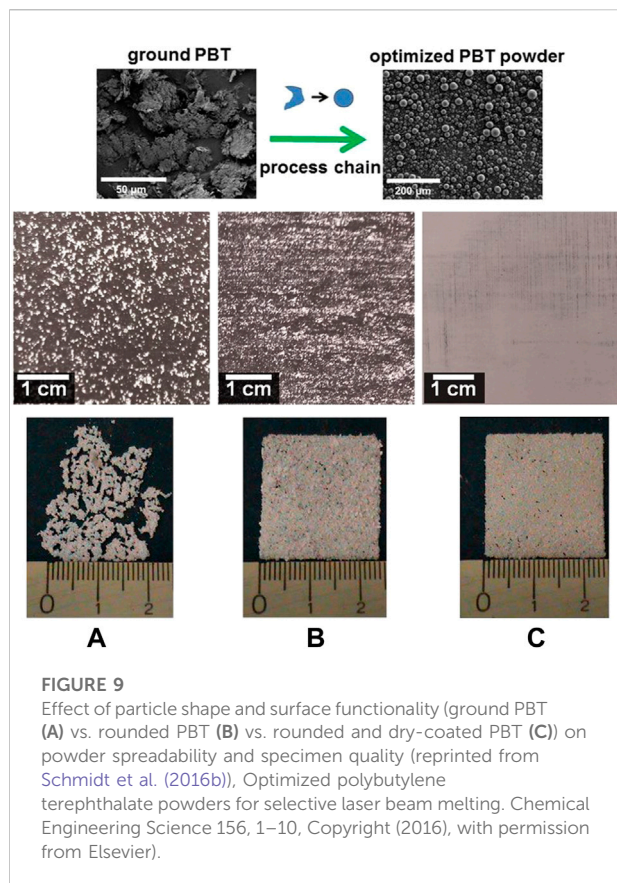 ground PBT
optimized PBT powder
process chain
50 µm
200 µm
1 cm
1 cm
1 cm
0 1 2
0 1 2
0 1 2
A
B
C
FIGURE 9
Effect of particle shape and surface functionality (ground PBT
(A) vs. rounded PBT (B) vs. rounded and dry-coated PBT (C)) on
powder spreadability and specimen quality (reprinted from
Schmidt et al. (2016b)), Optimized polybutylene
terephthalate powders for selective laser beam melting. Chemical
Engineering Science 156, 1–10, Copyright (2016), with permission
from Elsevier).